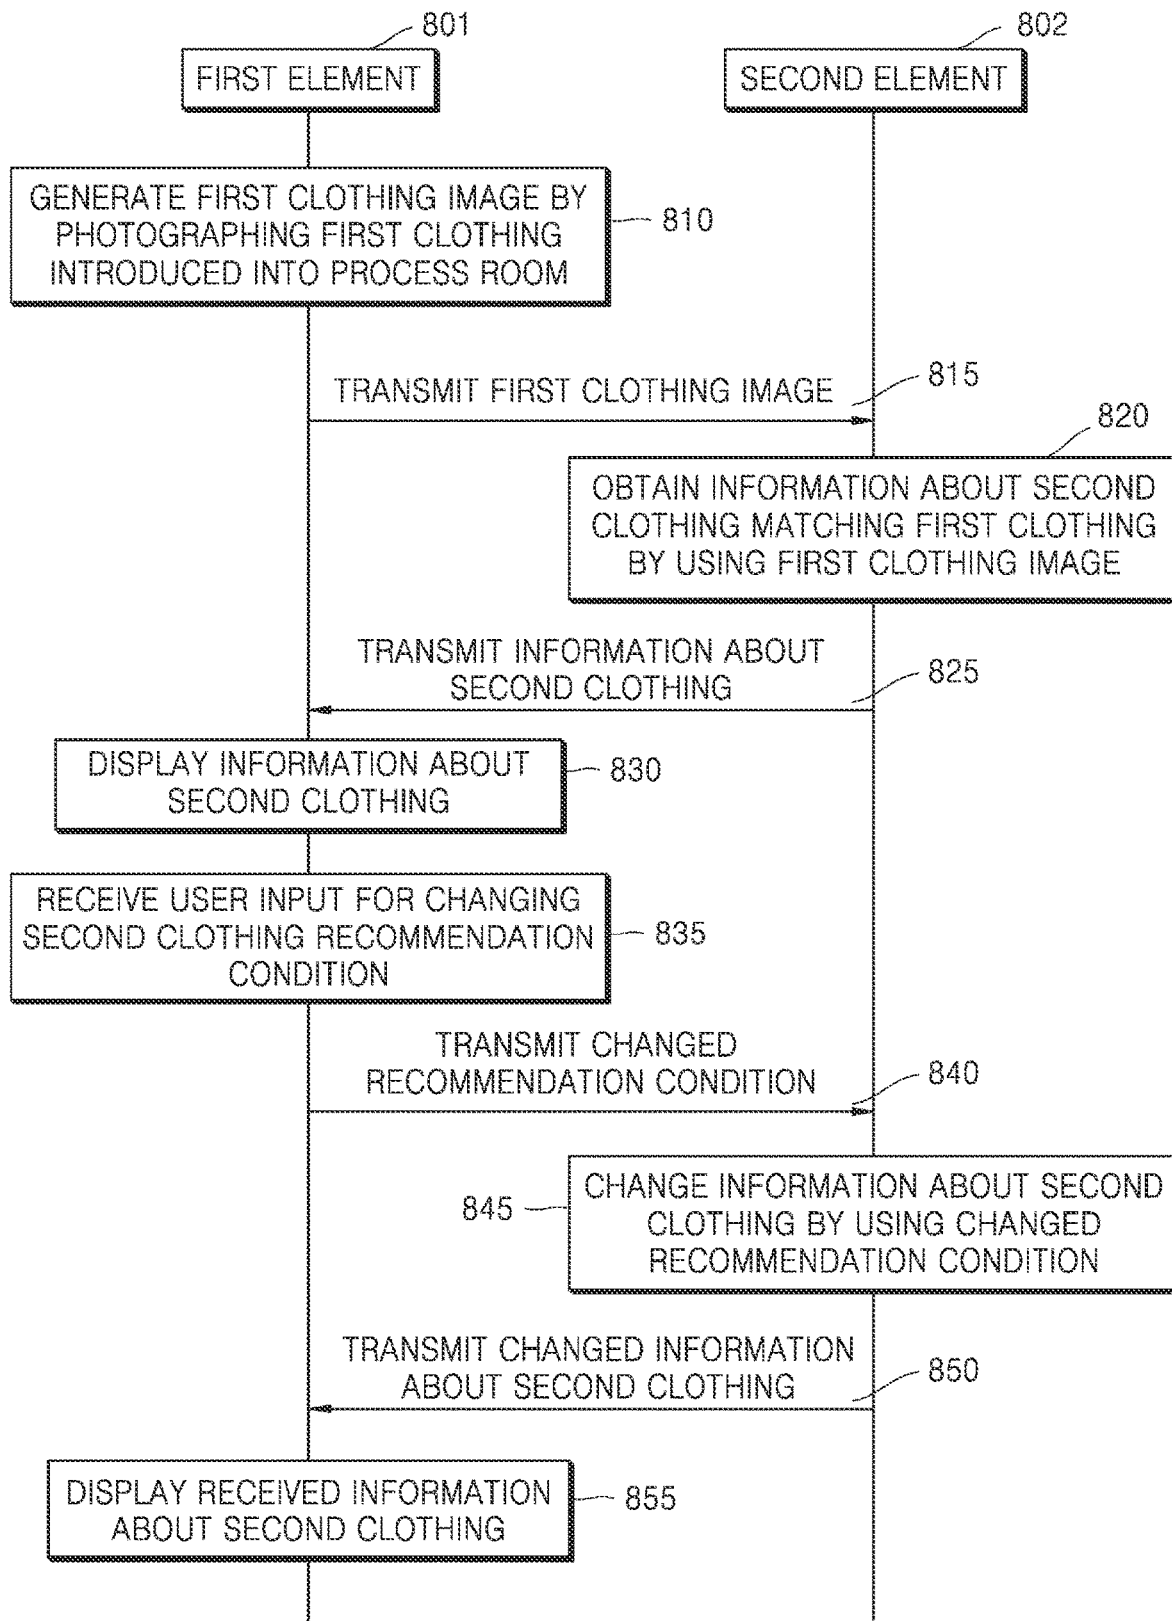 801
802
FIRST ELEMENT
SECOND ELEMENT
GENERATE FIRST CLOTHING IMAGE BY
PHOTOGRAPHING FIRST CLOTHING
INTRODUCED INTO PROCESS ROOM
810
TRANSMIT FIRST CLOTHING IMAGE
815
820
OBTAIN INFORMATION ABOUT SECOND
CLOTHING MATCHING FIRST CLOTHING
BY USING FIRST CLOTHING IMAGE
TRANSMIT INFORMATION ABOUT
SECOND CLOTHING
825
DISPLAY INFORMATION ABOUT
SECOND CLOTHING
830
RECEIVE USER INPUT FOR CHANGING
SECOND CLOTHING RECOMMENDATION
CONDITION
835
TRANSMIT CHANGED
RECOMMENDATION CONDITION
840
CHANGE INFORMATION ABOUT SECOND
CLOTHING BY USING CHANGED
RECOMMENDATION CONDITION
845
TRANSMIT CHANGED INFORMATION
ABOUT SECOND CLOTHING
850
DISPLAY RECEIVED INFORMATION
ABOUT SECOND CLOTHING
855